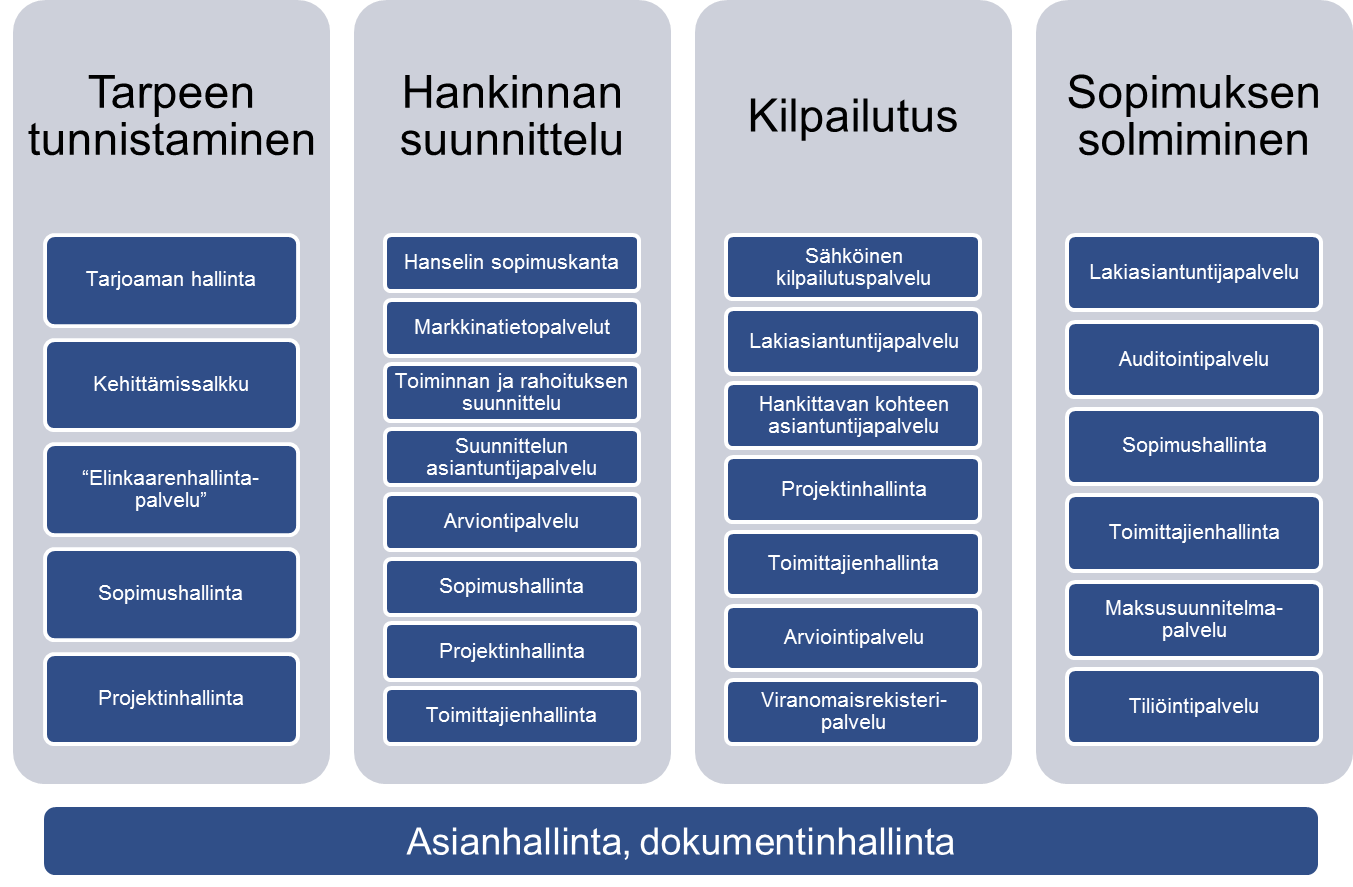 Tarpeen
tunnistaminen
Tarjoaman hallinta
Kehittämissalkku
“Elinkaarenhallinta-
palvelu”
Sopimushallinta
Projektinhallinta
Hankinnan
suunnittelu
Hanselin sopimuskanta
Markkinatietopalvelut
Toiminnan ja rahoituksen
suunnittelu
Suunnittelun
asiantuntijapalvelu
Arviontipalvelu
Sopimushallinta
Projektinhallinta
Toimittajienhallinta
Kilpailutus
Sähköinen
kilpailutuspalvelu
Lakiasiantuntijapalvelu
Hankittavan kohteen
asiantuntijapalvelu
Projektinhallinta
Toimittajienhallinta
Arviointipalvelu
Viranomaisrekisteri-
palvelu
Sopimuksen
solmiminen
Lakiasiantuntijapalvelu
Auditointipalvelu
Sopimushallinta
Toimittajienhallinta
Maksusuunnitelma-
palvelu
Tiliöintipalvelu
Asianhallinta, dokumentinhallinta